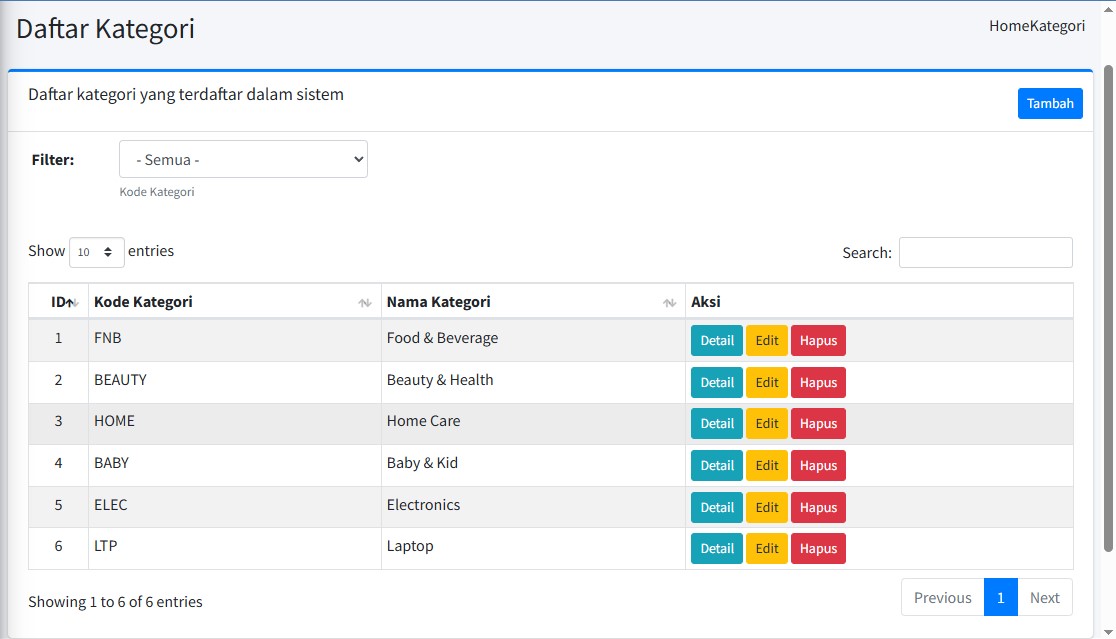 Daftar Kategori
HomeKategori
Daftar kategori yang terdaftar dalam sistem
Tambah
Filter:
- Semua -
Kode Kategori
Show 10 entries
Search:
ID Kode Kategori Nama Kategori Aksi
1 FNB Food & Beverage Detail Edit Hapus
2 BEAUTY Beauty & Health Detail Edit Hapus
3 HOME Home Care Detail Edit Hapus
4 BABY Baby & Kid Detail Edit Hapus
5 ELEC Electronics Detail Edit Hapus
6 LTP Laptop Detail Edit Hapus
Showing 1 to 6 of 6 entries
Previous 1 Next